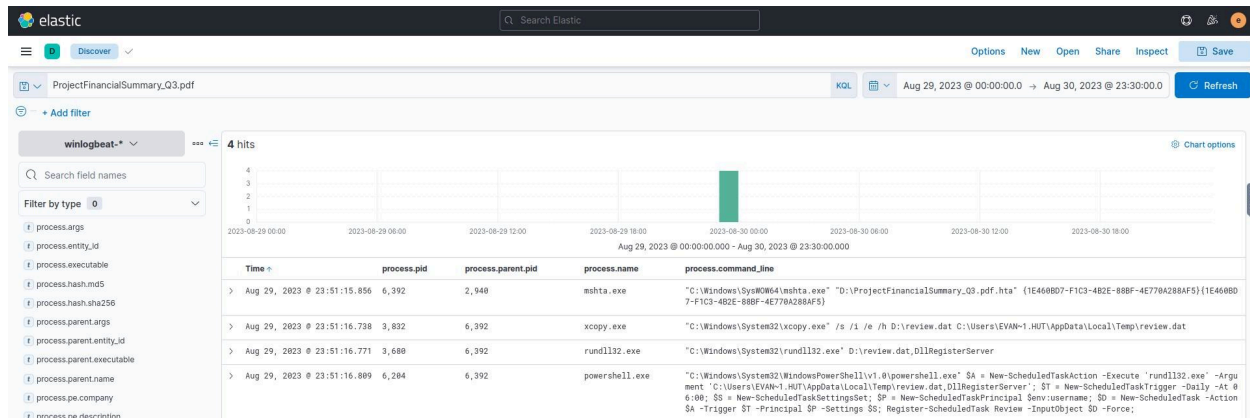 elastic
Search Elastic
e
D
Discover
Options New Open Share Inspect Save
ProjectFinancialSummary_Q3.pdf
KQL
Aug 29, 2023 @ 00:00:00.0 → Aug 30, 2023 @ 23:30:00.0
Refresh
+ Add filter
winlogbeat-*
Search field names
Filter by type 0
t process.args
t process.entity_id
t process.executable
t process.hash.md5
t process.hash.sha256
t process.parent.args
t process.parent.entity_id
t process.parent.executable
t process.parent.name
t process.pe.company
t process.pe.description
4 hits
Chart options
4
3
2
1
0
2023-08-29 00:00 2023-08-29 06:00 2023-08-29 12:00 2023-08-29 18:00 2023-08-30 00:00 2023-08-30 06:00 2023-08-30 12:00 2023-08-30 18:00
Aug 29, 2023 @ 00:00:00.000 - Aug 30, 2023 @ 23:30:00.000
Time ↑ process.pid process.parent.pid process.name process.command_line
> Aug 29, 2023 @ 23:51:15.856 6,392 2,940 mshta.exe "C:\Windows\SysWOW64\mshta.exe" "D:\ProjectFinancialSummary_Q3.pdf.hta" {1E460BD7-F1C3-4B2E-88BF-4E770A288AF5}{1E460BD
7-F1C3-4B2E-88BF-4E770A288AF5}
> Aug 29, 2023 @ 23:51:16.738 3,832 6,392 xcopy.exe "C:\Windows\System32\xcopy.exe" /s /i /e /h D:\review.dat C:\Users\EVAN~1.HUT\AppData\Local\Temp\review.dat
> Aug 29, 2023 @ 23:51:16.771 3,680 6,392 rundll32.exe "C:\Windows\System32\rundll32.exe" D:\review.dat,DllRegisterServer
> Aug 29, 2023 @ 23:51:16.809 6,204 6,392 powershell.exe "C:\Windows\System32\WindowsPowerShell\v1.0\powershell.exe" $A = New-ScheduledTaskAction -Execute 'rundll32.exe' -Argu
ment 'C:\Users\EVAN~1.HUT\AppData\Local\Temp\review.dat,DllRegisterServer'; $T = New-ScheduledTaskTrigger -Daily -At 0
6:00; $S = New-ScheduledTaskSettingsSet; $P = New-ScheduledTaskPrincipal $env:username; $D = New-ScheduledTask -Action
$A -Trigger $T -Principal $P -Settings $S; Register-ScheduledTask Review -InputObject $D -Force;